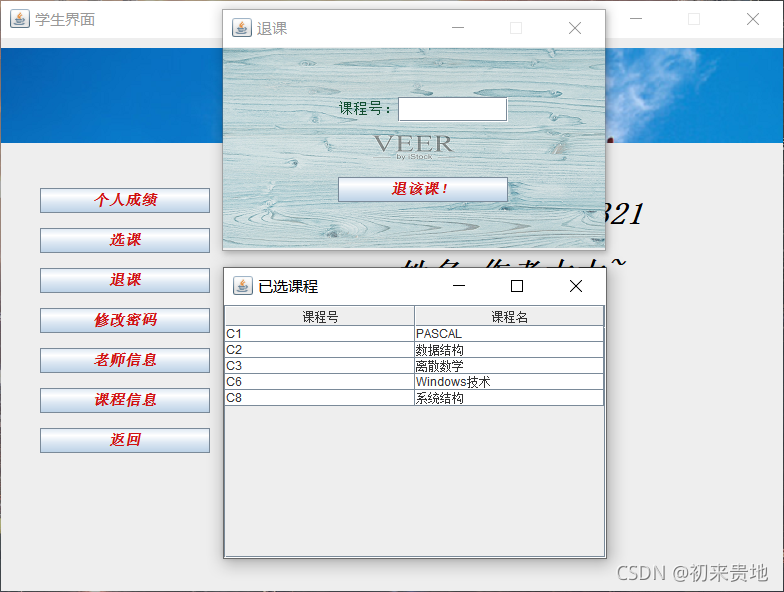 学生界面
退课
课程号：
VEER
by iStock
退该课！
321
个人成绩
选课
退课
修改密码
老师信息
课程信息
返回
已选课程
课程号 课程名
C1 PASCAL
C2 数据结构
C3 离散数学
C6 Windows技术
C8 系统结构
CSDN @初来贵地